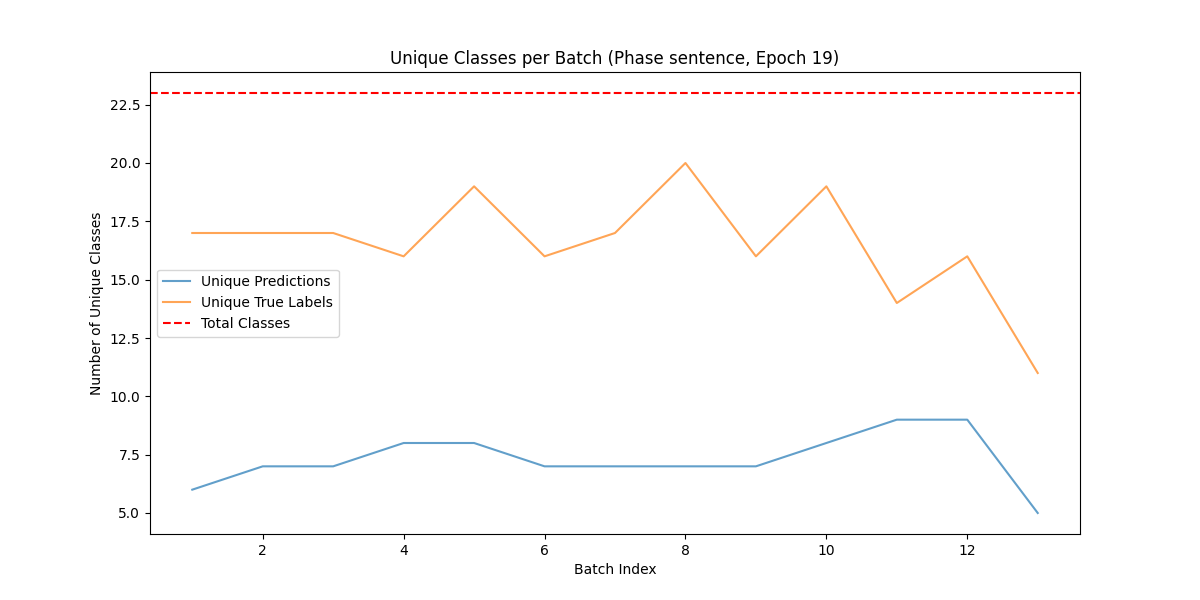 Unique Classes per Batch (Phase sentence, Epoch 19)
Number of Unique Classes
22.5
20.0
17.5
15.0
12.5
10.0
7.5
5.0
Unique Predictions
Unique True Labels
Total Classes
2 4 6 8 10 12
Batch Index